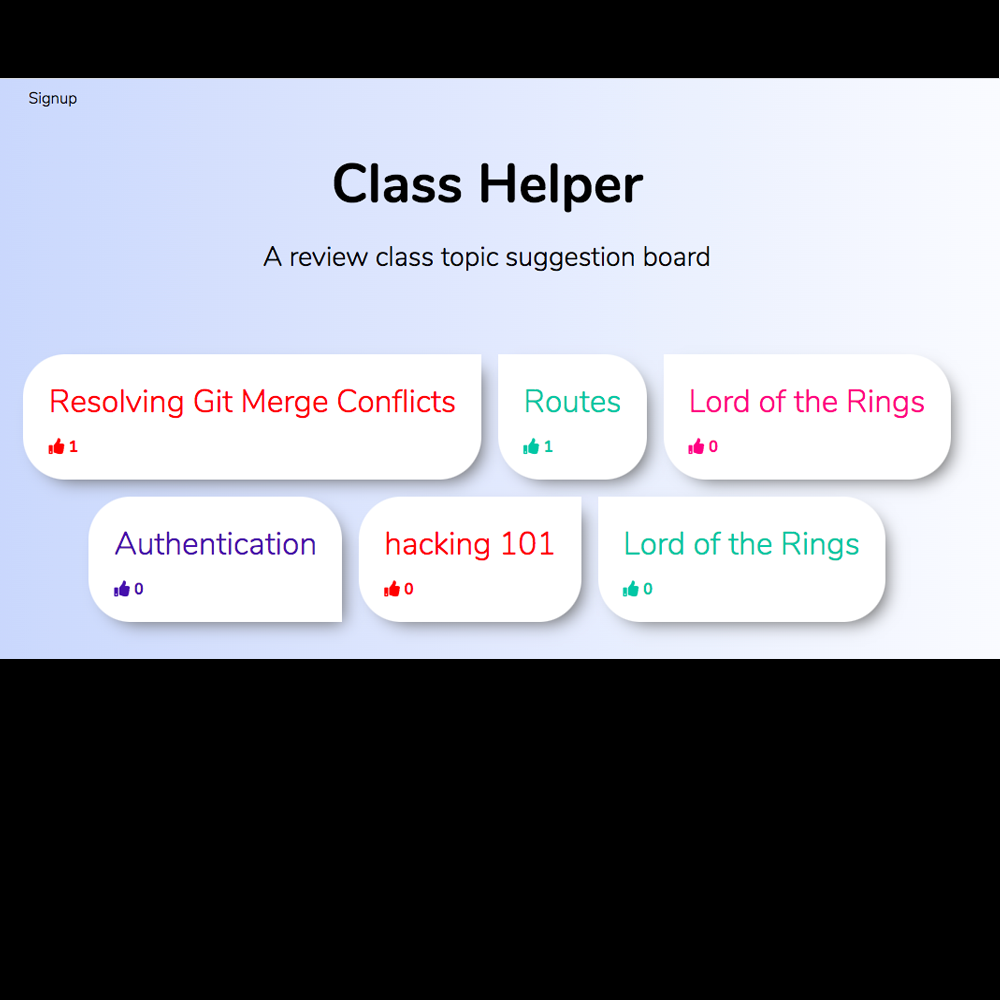 Signup
Class Helper
A review class topic suggestion board
Resolving Git Merge Conflicts
1
Routes
1
Lord of the Rings
0
Authentication
0
hacking 101
0
Lord of the Rings
0